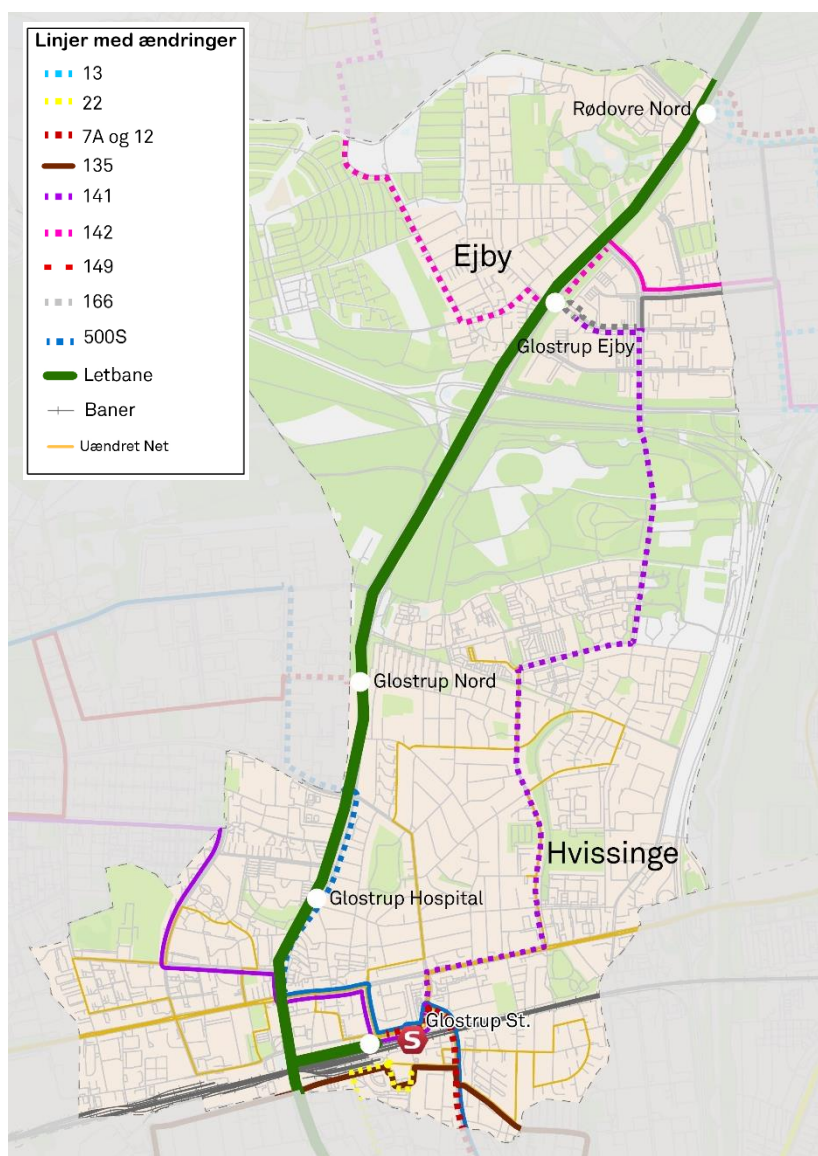 Linjer med ændringer
13
22
7A og 12
135
141
142
149
166
500S
Letbane
Baner
Uændret Net
Rødovre Nord
Ejby
Glostrup Ejby
Glostrup Nord
Hvissinge
Glostrup Hospital
Glostrup St.
S